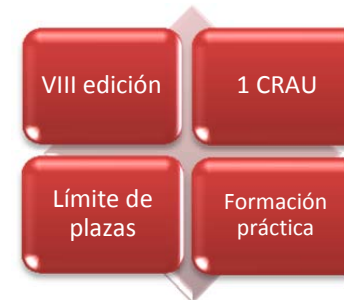 VIII edición
1 CRAU
Límite de
plazas
Formación
práctica